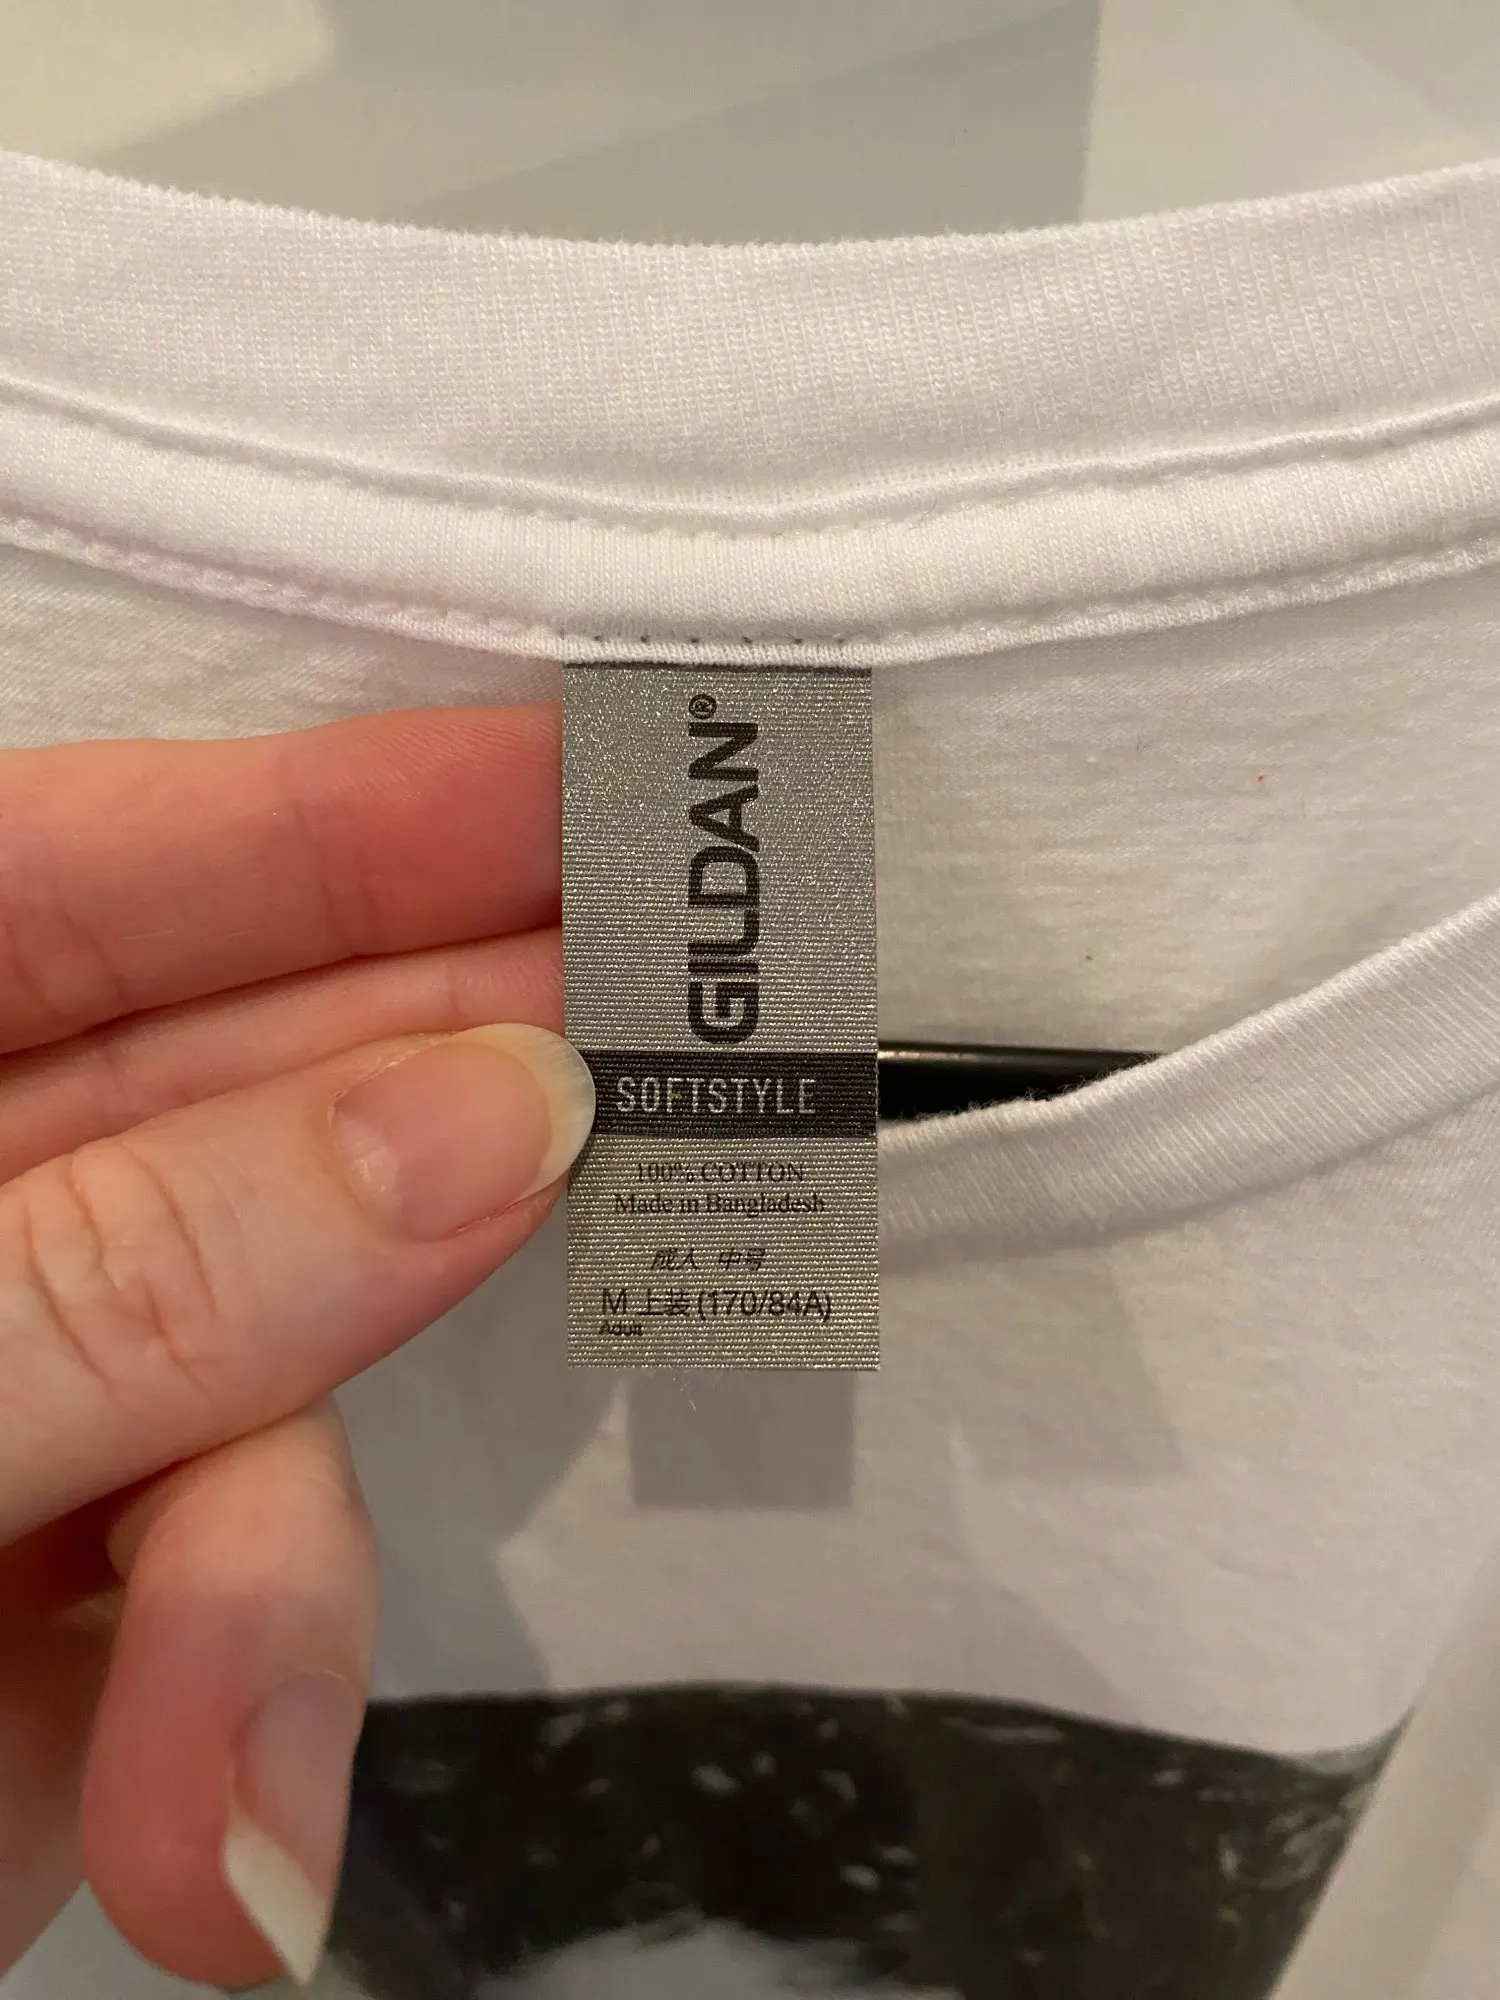 GILDAN®
SOFTSTYLE
100% COTTON
Made in Bangladesh
成人 中号
M 上装 (170/84A)
Adult